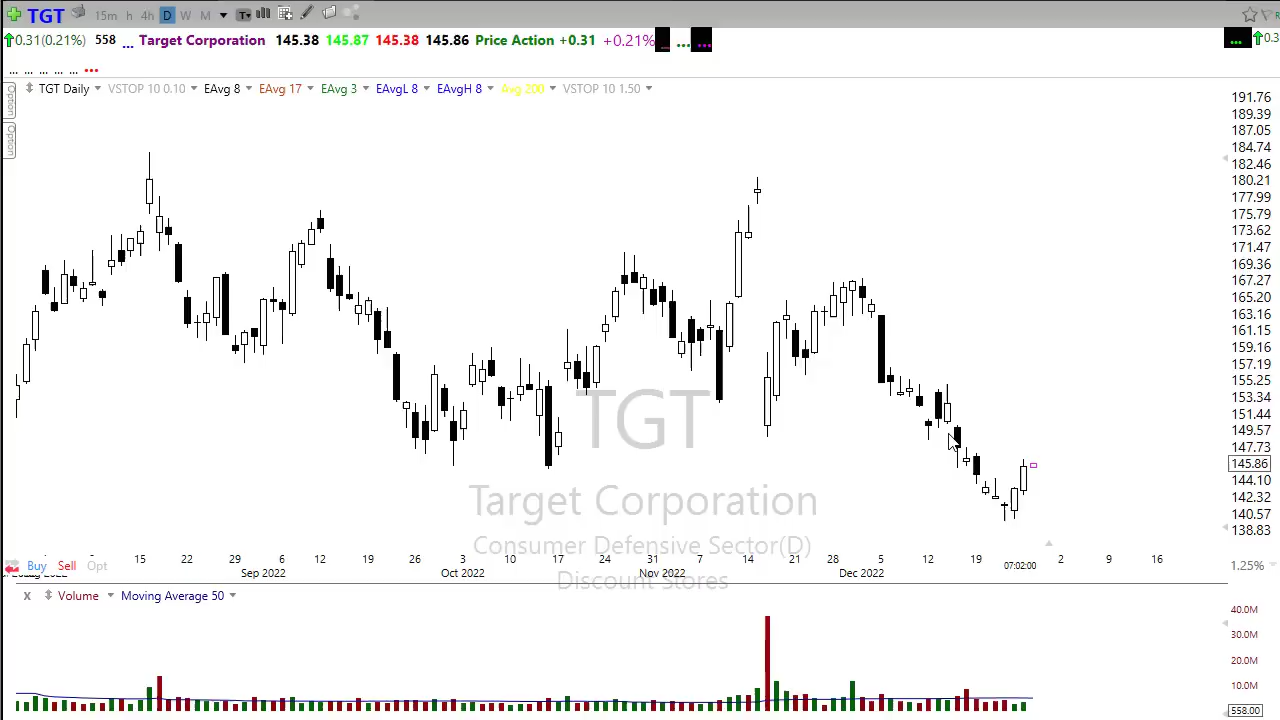 TGT 15m h 4h D W M T
0.31(0.21%) 558 ... Target Corporation 145.38 145.87 145.38 145.86 Price Action +0.31 +0.21% ... ... ... 0.3
... ... ... ... ... ...
Option TGT Daily VSTOP 10 0.10 EAvg 8 EAvg 17 EAvg 3 EAvgL 8 EAvgH 8 Avg 200 VSTOP 10 1.50
Option
191.76
189.39
187.05
184.74
182.46
180.21
177.99
175.79
173.62
171.47
169.36
167.27
165.20
163.16
161.15
159.16
157.19
155.25
153.34
151.44
149.57
147.73
145.86
144.10
142.32
140.57
138.83
TGT
Target Corporation
Consumer Defensive Sector(D)
Discount Stores
15 22 29 6 12 19 26 3 10 17 24 31 7 14 21 28 5 12 19 07:02:00 2 9 16
Sep 2022 Oct 2022 Nov 2022 Dec 2022
Buy Sell Opt 1.25%
x Volume Moving Average 50
40.0M
30.0M
20.0M
10.0M
558.00